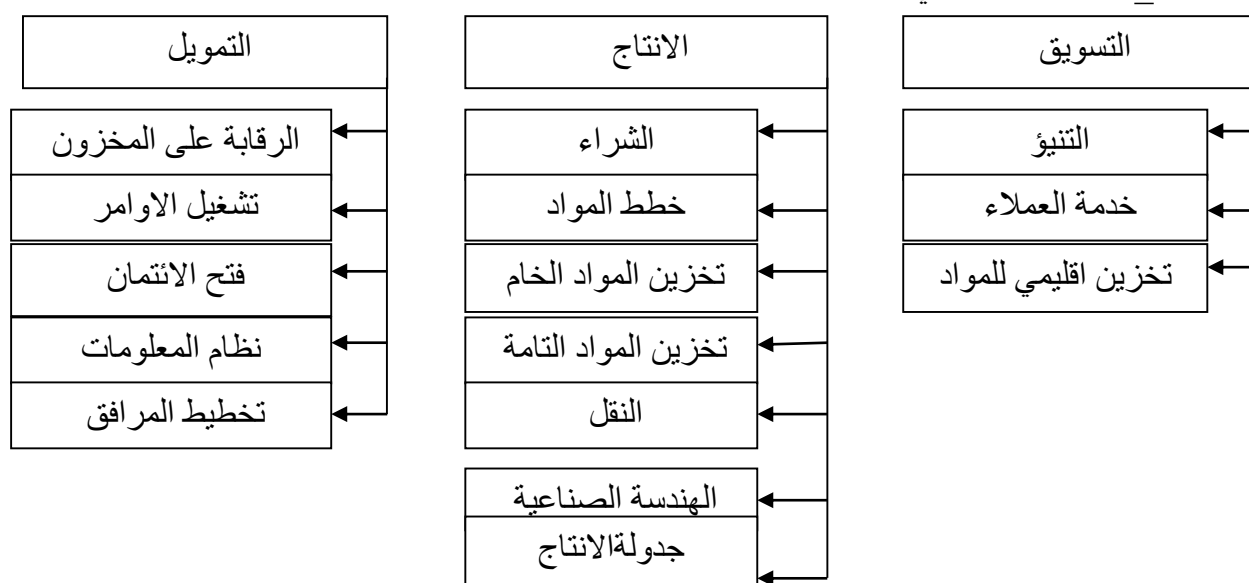 التسويق
التنيؤ
خدمة العملاء
تخزين اقليمي للمواد
الانتاج
الشراء
خطط المواد
تخزين المواد الخام
تخزين المواد التامة
النقل
الهندسة الصناعية
جدولةالانتاج
التمويل
الرقابة على المخزون
تشغيل الاوامر
فتح الائتمان
نظام المعلومات
تخطيط المرافق